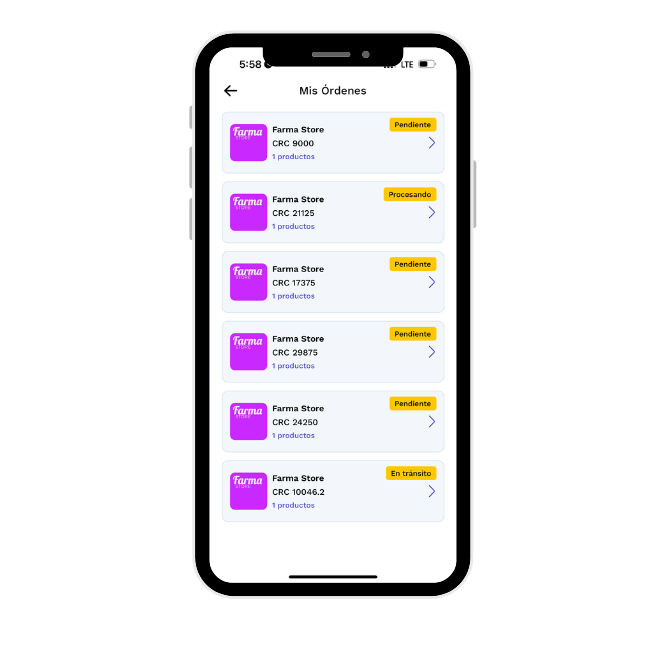 5:58
LTE
Mis Órdenes
Farma
STORE
Farma Store
Pendiente
CRC 9000
1 productos
Farma
STORE
Farma Store
Procesando
CRC 21125
1 productos
Farma
STORE
Farma Store
Pendiente
CRC 17375
1 productos
Farma
STORE
Farma Store
Pendiente
CRC 29875
1 productos
Farma
STORE
Farma Store
Pendiente
CRC 24250
1 productos
Farma
STORE
Farma Store
En tránsito
CRC 10046.2
1 productos